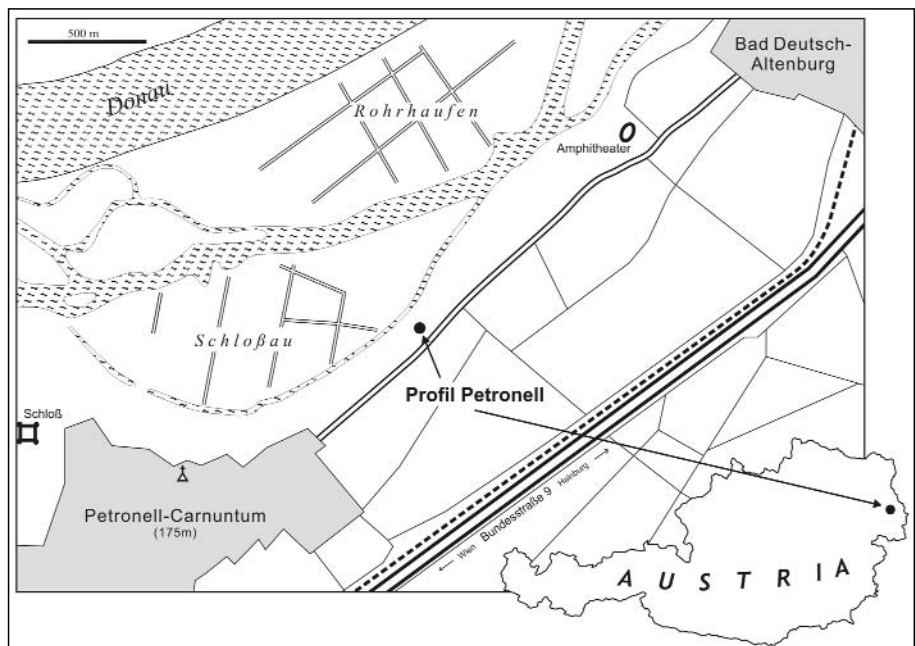 500 m
Bad Deutsch-
Altenburg
Donau
Rohrhaufen
Amphitheater
Schloßau
Profil Petronell
Schloß
Petronell-Carnuntum
(175m)
Wien Bundesstraße 9 Hainburg
AUSTRIA